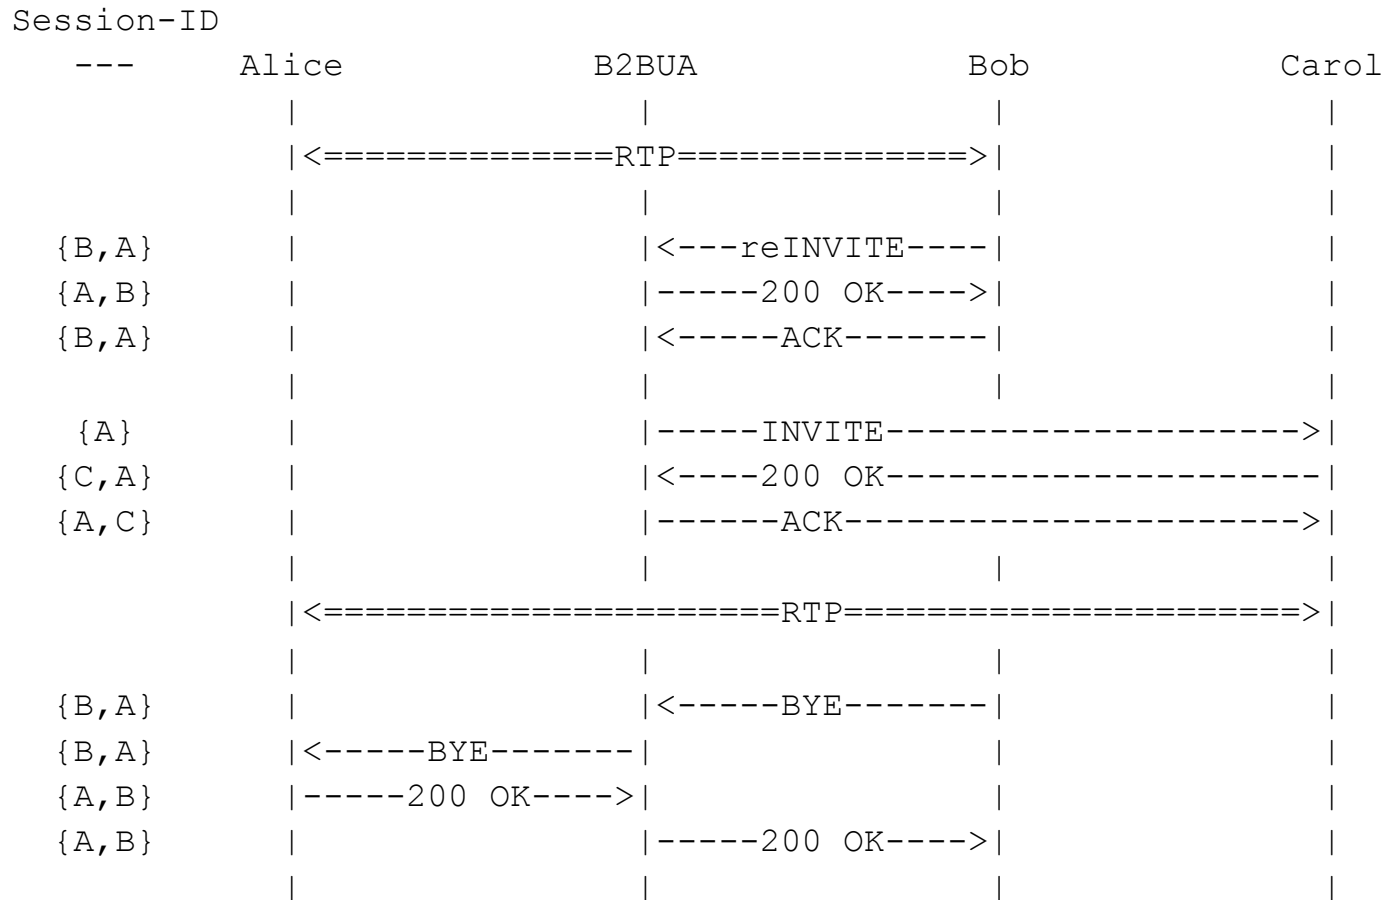 Session-ID
---     Alice            B2BUA             Bob            Carol
          |                |                |               |
          |<==============RTP==============>|               |
          |                |                |               |
{B,A}     |                |<---reINVITE----|               |
{A,B}     |                |-----200 OK---->|               |
{B,A}     |                |<-----ACK-------|               |
          |                |                |               |
{A}       |                |-----INVITE-------------------->|
{C,A}     |                |<----200 OK---------------------|
{A,C}     |                |------ACK---------------------->|
          |                |                |               |
          |<======================RTP======================>|
          |                |                |               |
{B,A}     |                |<-----BYE-------|               |
{B,A}     |<-----BYE-------|                |               |
{A,B}     |-----200 OK---->|                |               |
{A,B}     |                |-----200 OK---->|               |
          |                |                |               |